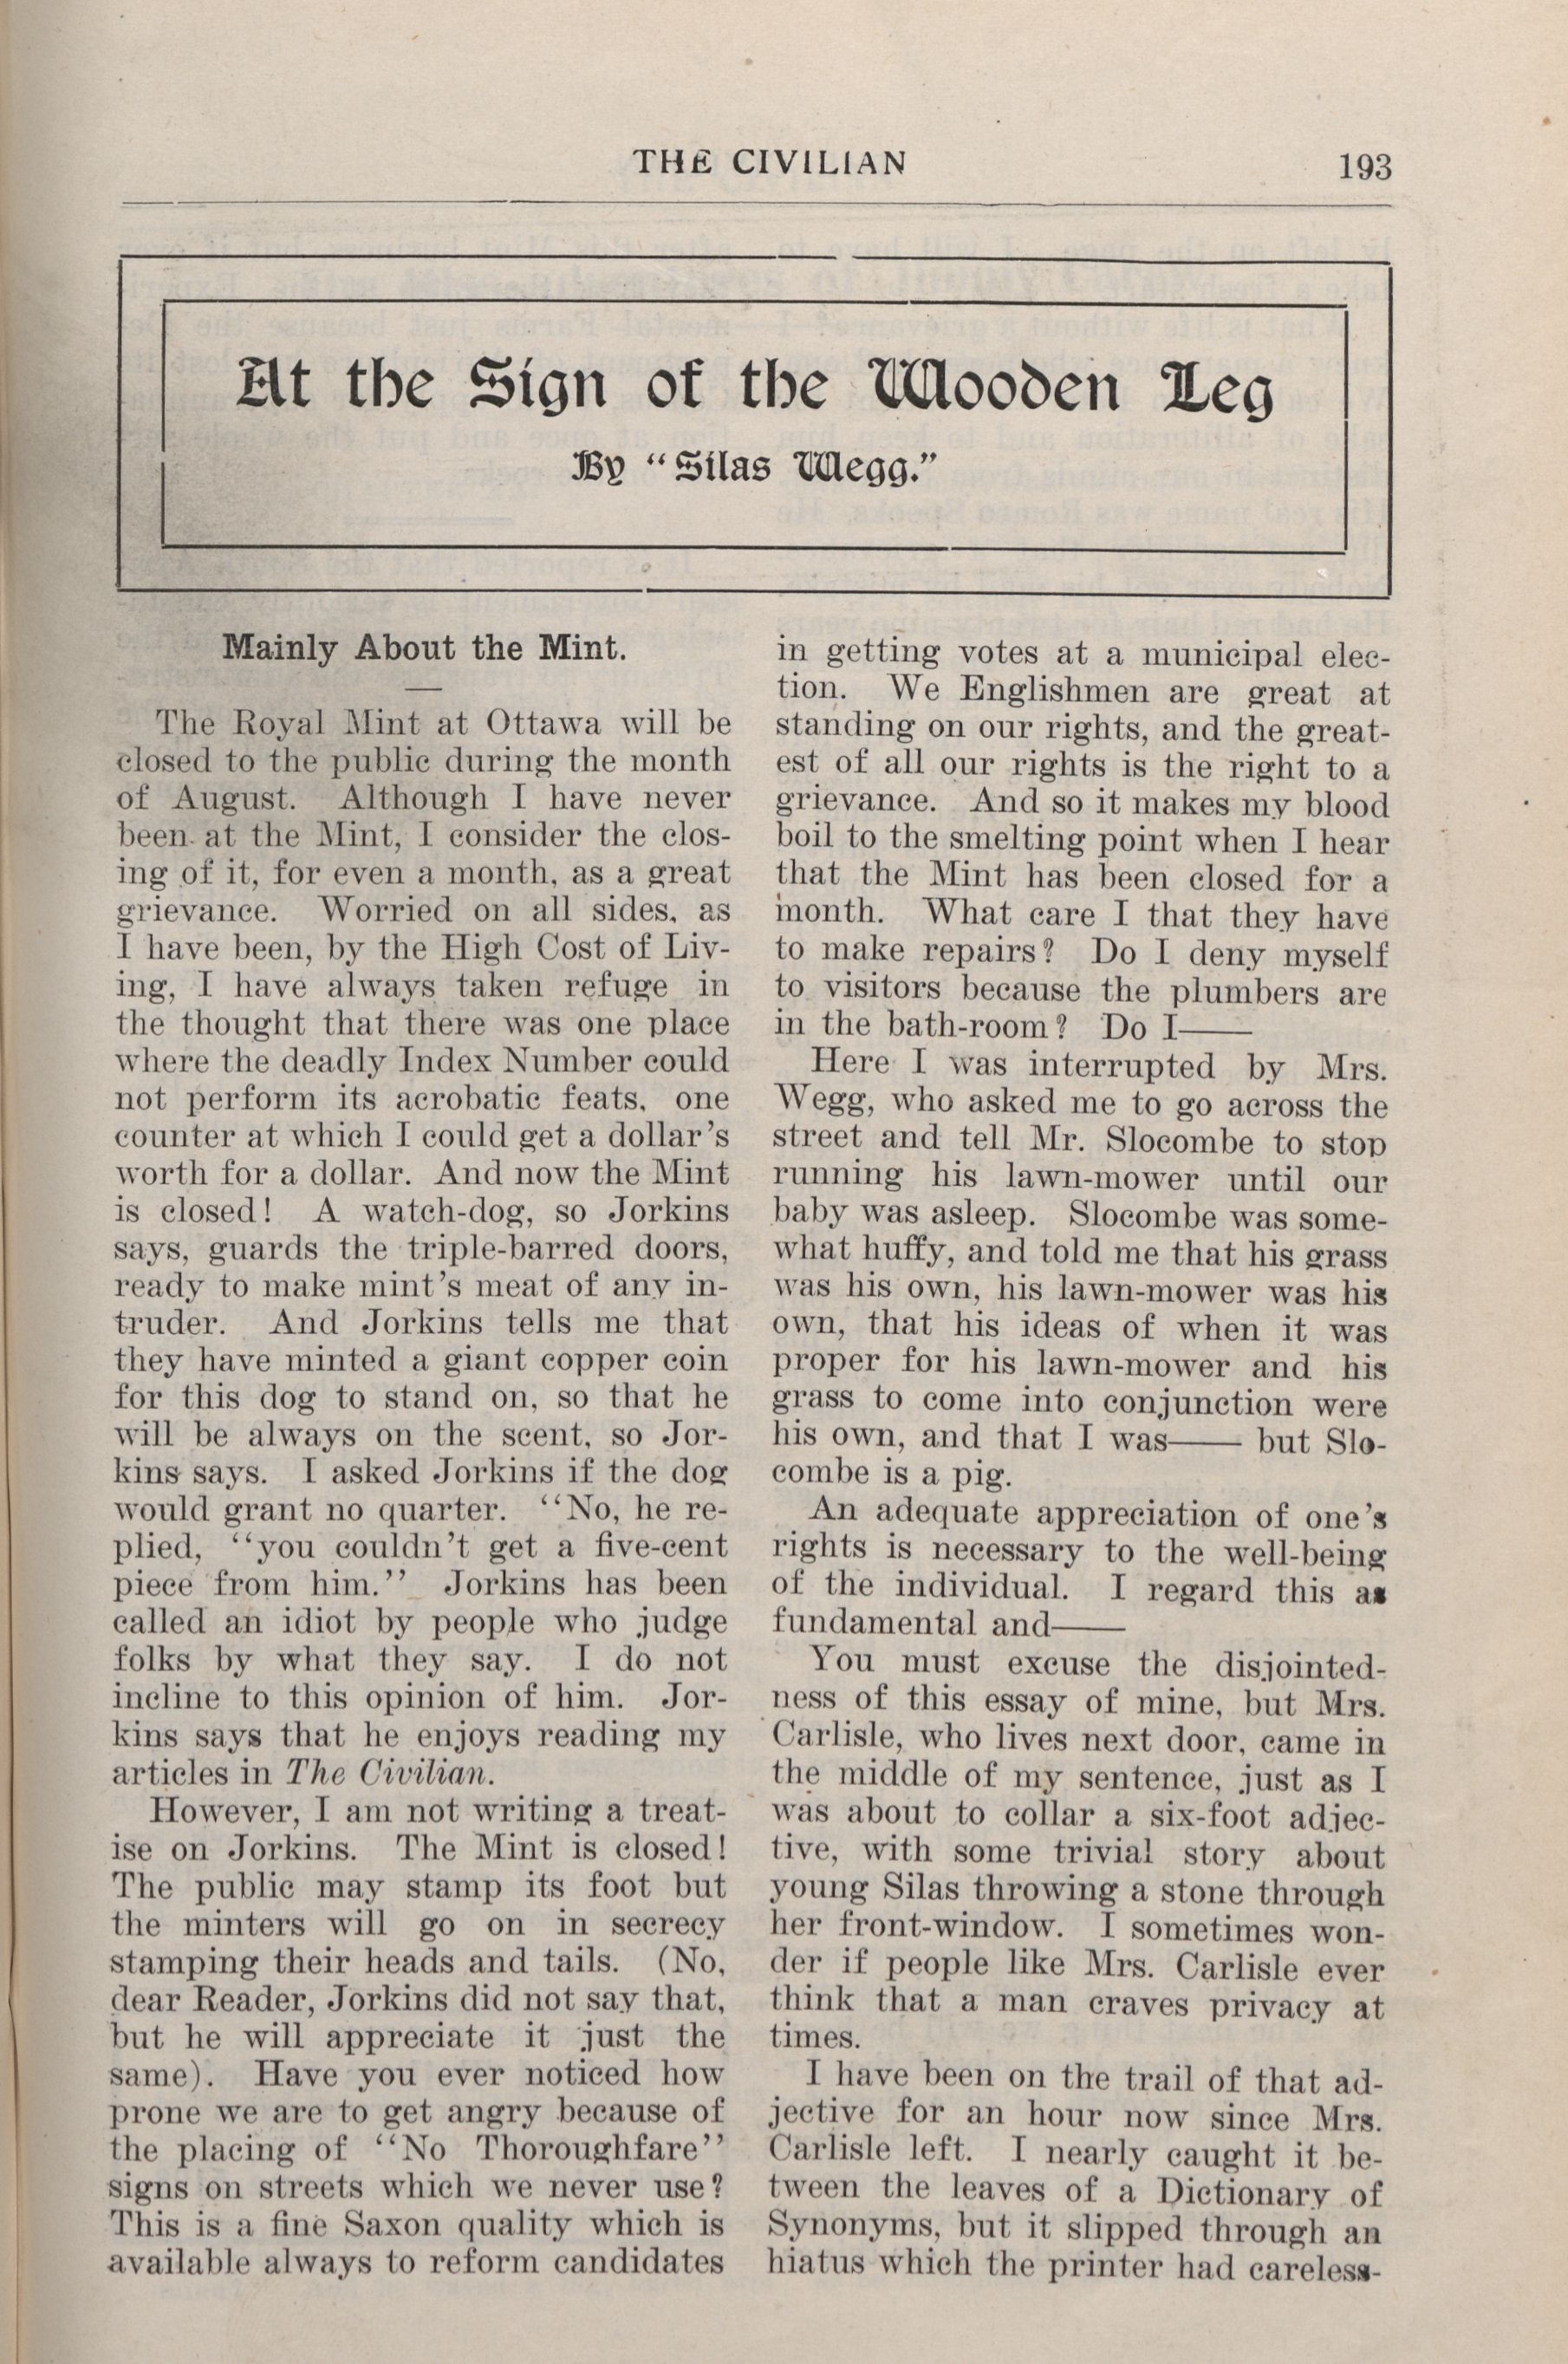 THE CIVILIAN
193
At the Sign of the Wooden Leg
By "Silas Wegg."
Mainly About the Mint.
The Royal Mint at Ottawa will be
closed to the public during the month
of August. Although I have never
been at the Mint, I consider the clos-
ing of it, for even a month, as a great
grievance. Worried on all sides, as
I have been, by the High Cost of Liv-
ing, I have always taken refuge in
the thought that there was one place
where the deadly Index Number could
not perform its acrobatic feats, one
counter at which I could get a dollar's
worth for a dollar. And now the Mint
is closed! A watch-dog, so Jorkins
says, guards the triple-barred doors,
ready to make mint's meat of any in-
truder. And Jorkins tells me that
they have minted a giant copper coin
for this dog to stand on, so that he
will be always on the scent, so Jor-
kins says. I asked Jorkins if the dog
would grant no quarter. "No, he re-
plied, "you couldn't get a five-cent
piece from him." Jorkins has been
called an idiot by people who judge
folks by what they say. I do not
incline to this opinion of him. Jor-
kins says that he enjoys reading my
articles in The Civilian.
However, I am not writing a treat-
ise on Jorkins. The Mint is closed!
The public may stamp its foot but
the minters will go on in secrecy
stamping their heads and tails. (No,
dear Reader, Jorkins did not say that,
but he will appreciate it just the
same). Have you ever noticed how
prone we are to get angry because of
the placing of "No Thoroughfare"
signs on streets which we never use?
This is a fine Saxon quality which is
available always to reform candidates
in getting votes at a municipal elec-
tion. We Englishmen are great at
standing on our rights, and the great-
est of all our rights is the right to a
grievance. And so it makes my blood
boil to the smelting point when I hear
that the Mint has been closed for a
month. What care I that they have
to make repairs? Do I deny myself
to visitors because the plumbers are
in the bath-room? Do I——
Here I was interrupted by Mrs.
Wegg, who asked me to go across the
street and tell Mr. Slocombe to stop
running his lawn-mower until our
baby was asleep. Slocombe was some-
what huffy, and told me that his grass
was his own, his lawn-mower was his
own, that his ideas of when it was
proper for his lawn-mower and his
grass to come into conjunction were
his own, and that I was—— but Slo-
combe is a pig.
An adequate appreciation of one's
rights is necessary to the well-being
of the individual. I regard this as
fundamental and——
You must excuse the disjointed-
ness of this essay of mine, but Mrs.
Carlisle, who lives next door, came in
the middle of my sentence, just as I
was about to collar a six-foot adjec-
tive, with some trivial story about
young Silas throwing a stone through
her front-window. I sometimes won-
der if people like Mrs. Carlisle ever
think that a man craves privacy at
times.
I have been on the trail of that ad-
jective for an hour now since Mrs.
Carlisle left. I nearly caught it be-
tween the leaves of a Dictionary of
Synonyms, but it slipped through an
hiatus which the printer had careless-